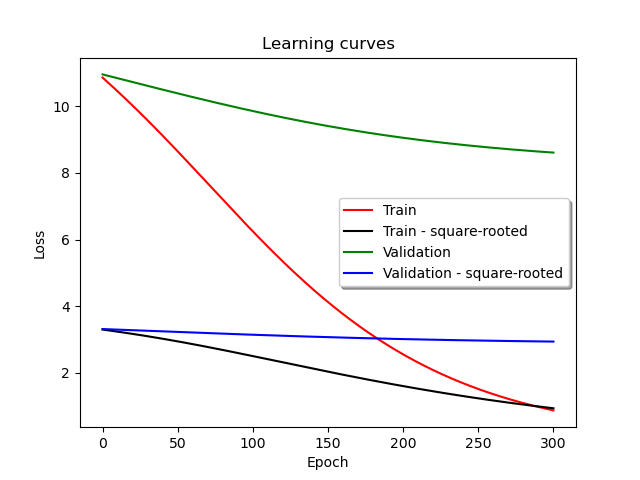 Learning curves
Loss
10
8
6
4
2
Train
Train - square-rooted
Validation
Validation - square-rooted
0 50 100 150 200 250 300
Epoch